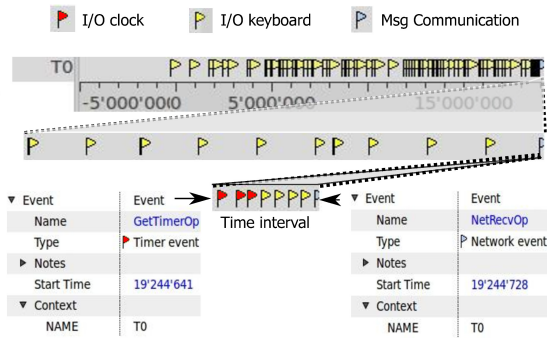 I/O clock I/O keyboard Msg Communication
T0
-5'000'000 5'000'000 15'000'000
Time interval
Event Event
Name GetTimerOp
Type Timer event
Notes
Start Time 19'244'641
Context
NAME T0
Event Event
Name NetRecvOp
Type Network event
Notes
Start Time 19'244'728
Context
NAME T0